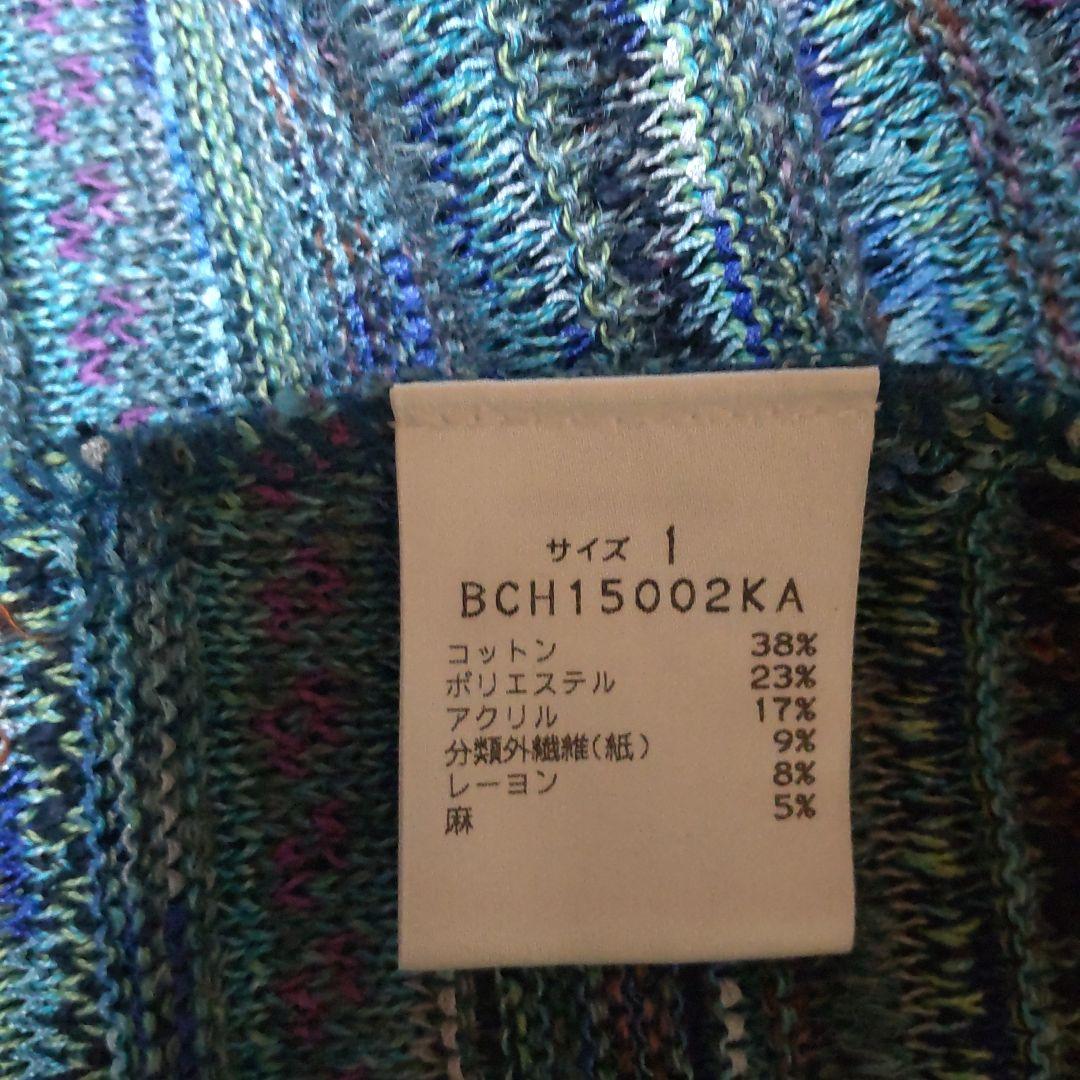 サイズ 1
BCH15002KA
コットン 38%
ポリエステル 23%
アクリル 17%
分類外繊維(紙) 9%
レーヨン 8%
麻 5%